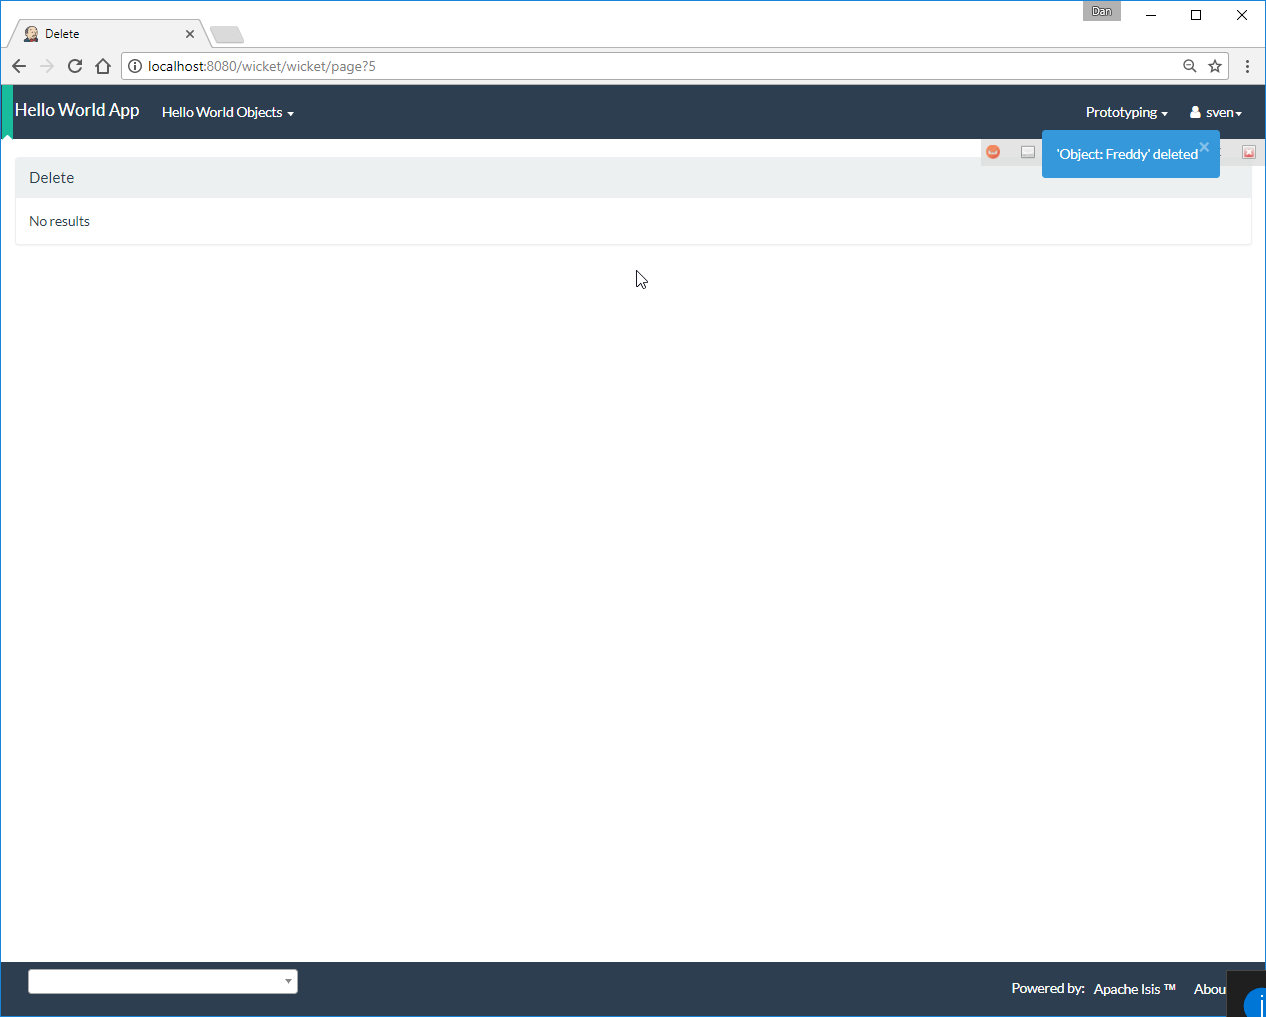 Dan
Delete
localhost:8080/wicket/wicket/page?5
Hello World App Hello World Objects Prototyping sven
'Object: Freddy' deleted
Delete
No results
Powered by: Apache Isis ™ Abou